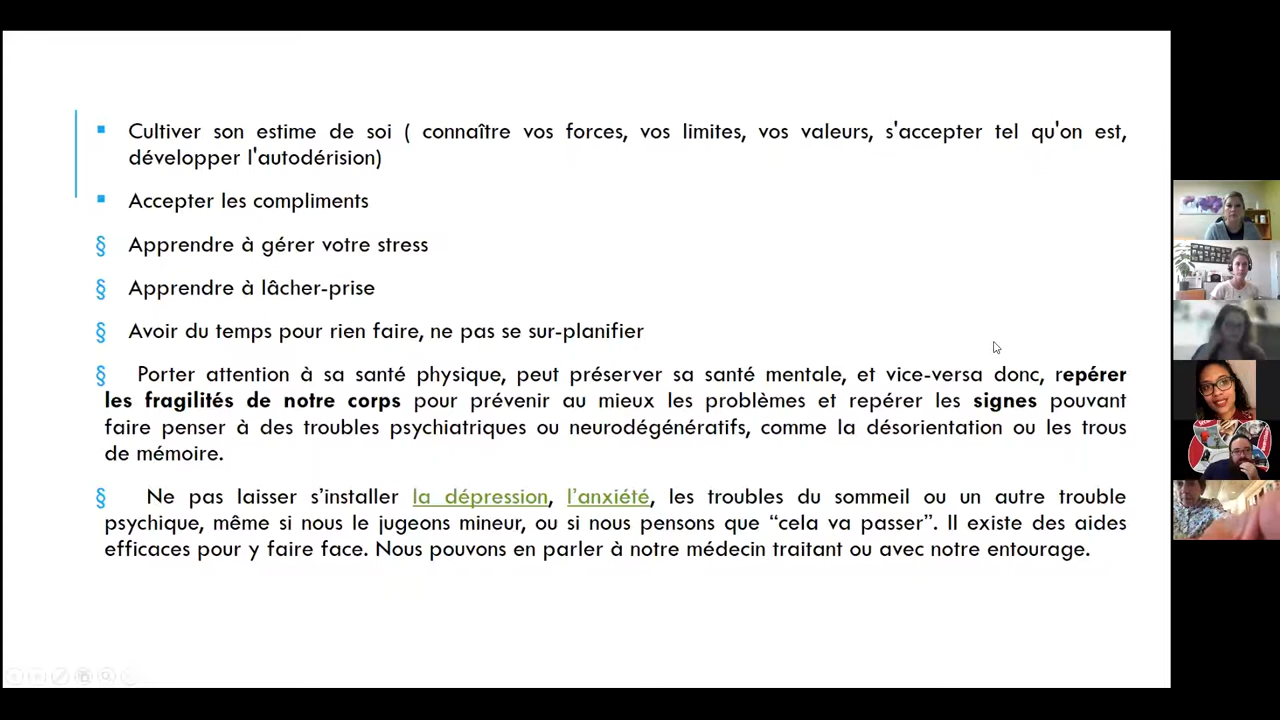 ▪ Cultiver son estime de soi ( connaître vos forces, vos limites, vos valeurs, s'accepter tel qu'on est,
développer l'autodérision)
▪ Accepter les compliments
§ Apprendre à gérer votre stress
§ Apprendre à lâcher-prise
§ Avoir du temps pour rien faire, ne pas se sur-planifier
§ Porter attention à sa santé physique, peut préserver sa santé mentale, et vice-versa donc, repérer
les fragilités de notre corps pour prévenir au mieux les problèmes et repérer les signes pouvant
faire penser à des troubles psychiatriques ou neurodégénératifs, comme la désorientation ou les trous
de mémoire.
§ Ne pas laisser s’installer la dépression, l’anxiété, les troubles du sommeil ou un autre trouble
psychique, même si nous le jugeons mineur, ou si nous pensons que “cela va passer”. Il existe des aides
efficaces pour y faire face. Nous pouvons en parler à notre médecin traitant ou avec notre entourage.